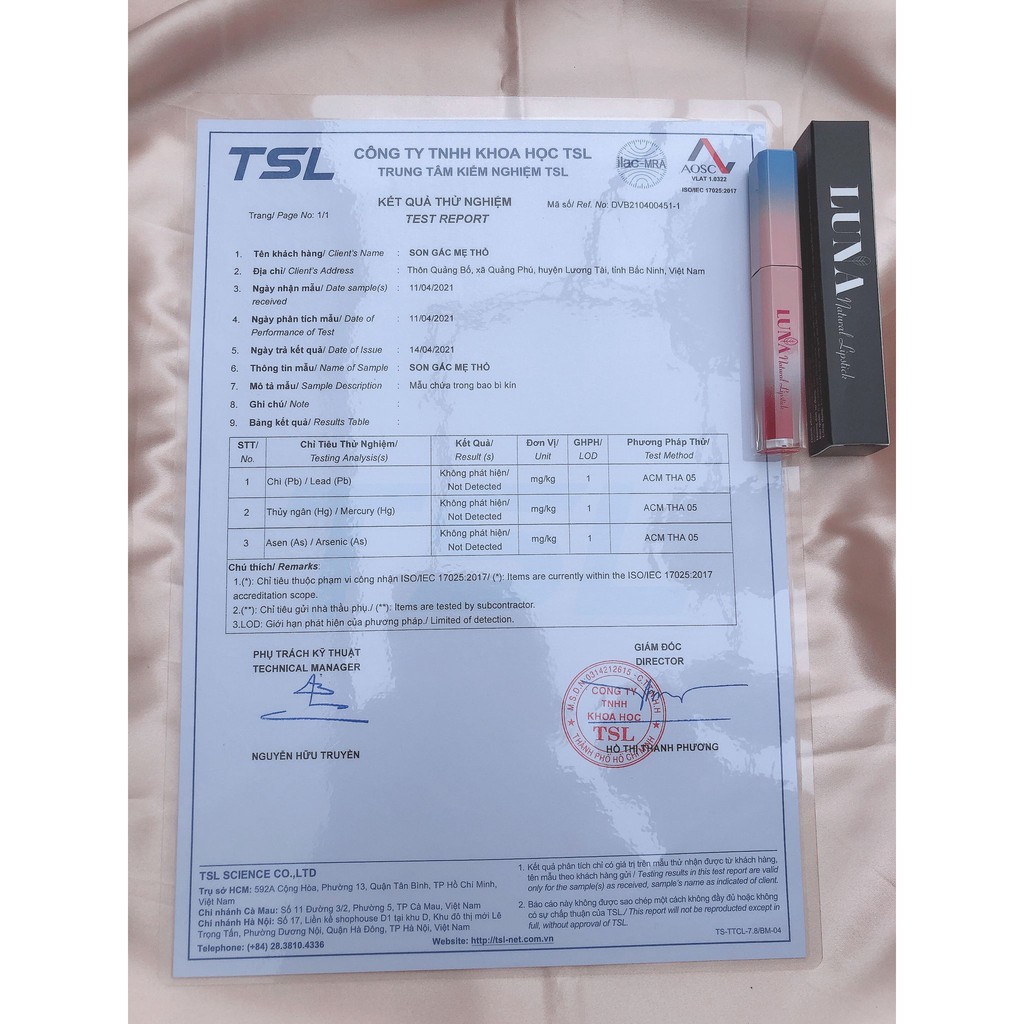 TSL
CÔNG TY TNHH KHOA HỌC TSL
TRUNG TÂM KIỂM NGHIỆM TSL
ilac-MRA
AOSC
VLAT 1.0322
ISO/IEC 17025:2017
Trang/ Page No: 1/1
KẾT QUẢ THỬ NGHIỆM
TEST REPORT
Mã số/ Ref. No: DVB210400451-1
1. Tên khách hàng/ Client's Name : SON GẤC MẸ THỎ
2. Địa chỉ/ Client's Address : Thôn Quảng Bố, xã Quảng Phú, huyện Lương Tài, tỉnh Bắc Ninh, Việt Nam
3. Ngày nhận mẫu/ Date sample(s) : 11/04/2021
received
4. Ngày phân tích mẫu/ Date of : 11/04/2021
Performance of Test
5. Ngày trả kết quả/ Date of Issue : 14/04/2021
6. Thông tin mẫu/ Name of Sample : SON GẤC MẸ THỎ
7. Mô tả mẫu/ Sample Description : Mẫu chứa trong bao bì kín
8. Ghi chú/ Note :
9. Bảng kết quả/ Results Table :
STT/ Chỉ Tiêu Thử Nghiệm/ Kết Quả/ Đơn Vị/ GHPH/ Phương Pháp Thử/
No. Testing Analysis(s) Result (s) Unit LOD Test Method
1 Chì (Pb) / Lead (Pb) Không phát hiện/ mg/kg 1 ACM THA 05
Not Detected
2 Thủy ngân (Hg) / Mercury (Hg) Không phát hiện/ mg/kg 1 ACM THA 05
Not Detected
3 Asen (As) / Arsenic (As) Không phát hiện/ mg/kg 1 ACM THA 05
Not Detected
Chú thích/ Remarks:
1.(*): Chỉ tiêu thuộc phạm vi công nhận ISO/IEC 17025:2017/ (*): Items are currently within the ISO/IEC 17025:2017
accreditation scope.
2.(**): Chỉ tiêu gửi nhà thầu phụ./ (**): Items are tested by subcontractor.
3.LOD: Giới hạn phát hiện của phương pháp./ Limited of detection.
PHỤ TRÁCH KỸ THUẬT
TECHNICAL MANAGER
NGUYỄN HỮU TRUYỀN
GIÁM ĐỐC
DIRECTOR
M.S.D.N:0314212615
CÔNG TY
TNHH
KHOA HỌC
TSL
THÀNH PHỐ HỒ CHÍ MINH
HỒ THỊ THANH PHƯƠNG
TSL SCIENCE CO.,LTD
Trụ sở HCM: 592A Cộng Hòa, Phường 13, Quận Tân Bình, TP Hồ Chí Minh,
Việt Nam
Chi nhánh Cà Mau: Số 11 Đường 3/2, Phường 5, TP Cà Mau, Việt Nam
Chi nhánh Hà Nội: Số 17, Liền kề shophouse D1 tại khu D, Khu đô thị mới Lê
Trọng Tấn, Phường Dương Nội, Quận Hà Đông, TP Hà Nội, Việt Nam
Telephone: (+84) 28.3810.4336 Website: http://tsl-net.com.vn
1. Kết quả phân tích chỉ có giá trị trên mẫu thử nhận được từ khách hàng,
tên mẫu theo khách hàng gửi / Testing results in this test report are valid
only for the sample(s) as received, sample's name as indicated of client.
2. Báo cáo này không được sao chép một cách không đầy đủ hoặc không
có sự chấp thuận của TSL./ This report will not be reproduced except in
full, without approval of TSL.
TS-TTCL-7.8/BM-04
LUNA
Natural Lipstick
LUNA
Natural Lipstick